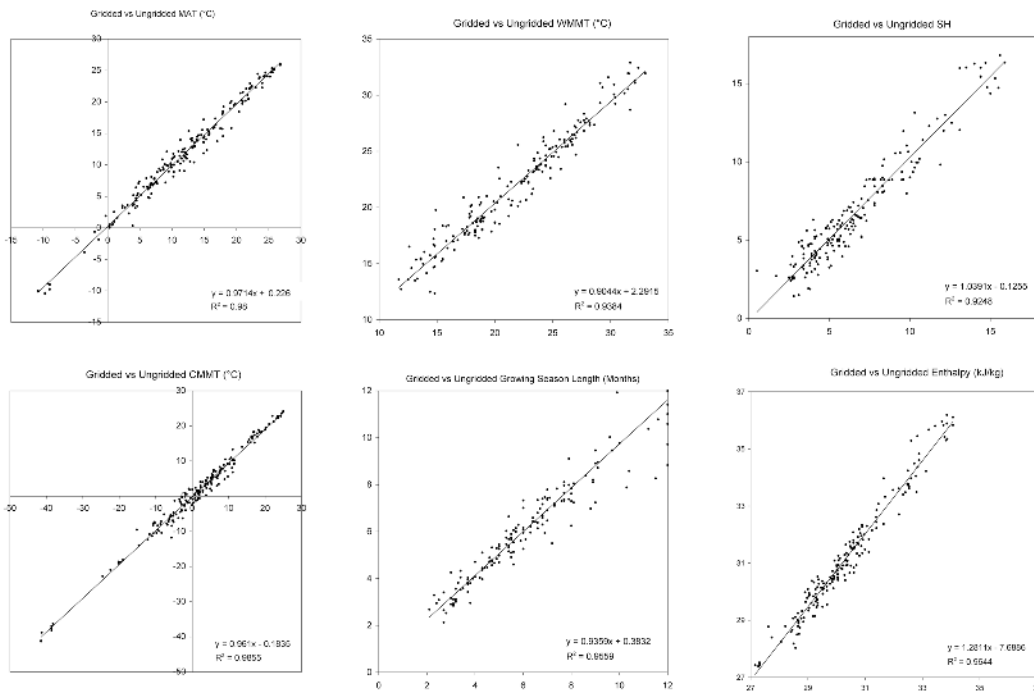 Gridded vs Ungridded MAT (°C)
30
25
20
15
10
5
0
-15 -10 -5 0 5 10 15 20 25 30
-5
-10
-15
y = 0.9714x + 0.226
R² = 0.98
Gridded vs Ungridded WMMT (°C)
35
30
25
20
15
10
10 15 20 25 30 35
y = 0.9044x + 2.2915
R² = 0.9384
Gridded vs Ungridded SH
15
10
5
0
0 5 10 15
y = 1.0391x - 0.1255
R² = 0.9248
Gridded vs Ungridded CMMT (°C)
30
20
10
0
-50 -40 -30 -20 -10 0 10 20 30
-10
-20
-30
-40
-50
y = 0.961x - 0.1836
R² = 0.9855
Gridded vs Ungridded Growing Season Length (Months)
12
10
8
6
4
2
0
0 2 4 6 8 10 12
y = 0.9359x + 0.3832
R² = 0.9559
Gridded vs Ungridded Enthalpy (kJ/kg)
37
35
33
31
29
27
27 29 31 33 35
y = 1.2811x - 7.6886
R² = 0.9644